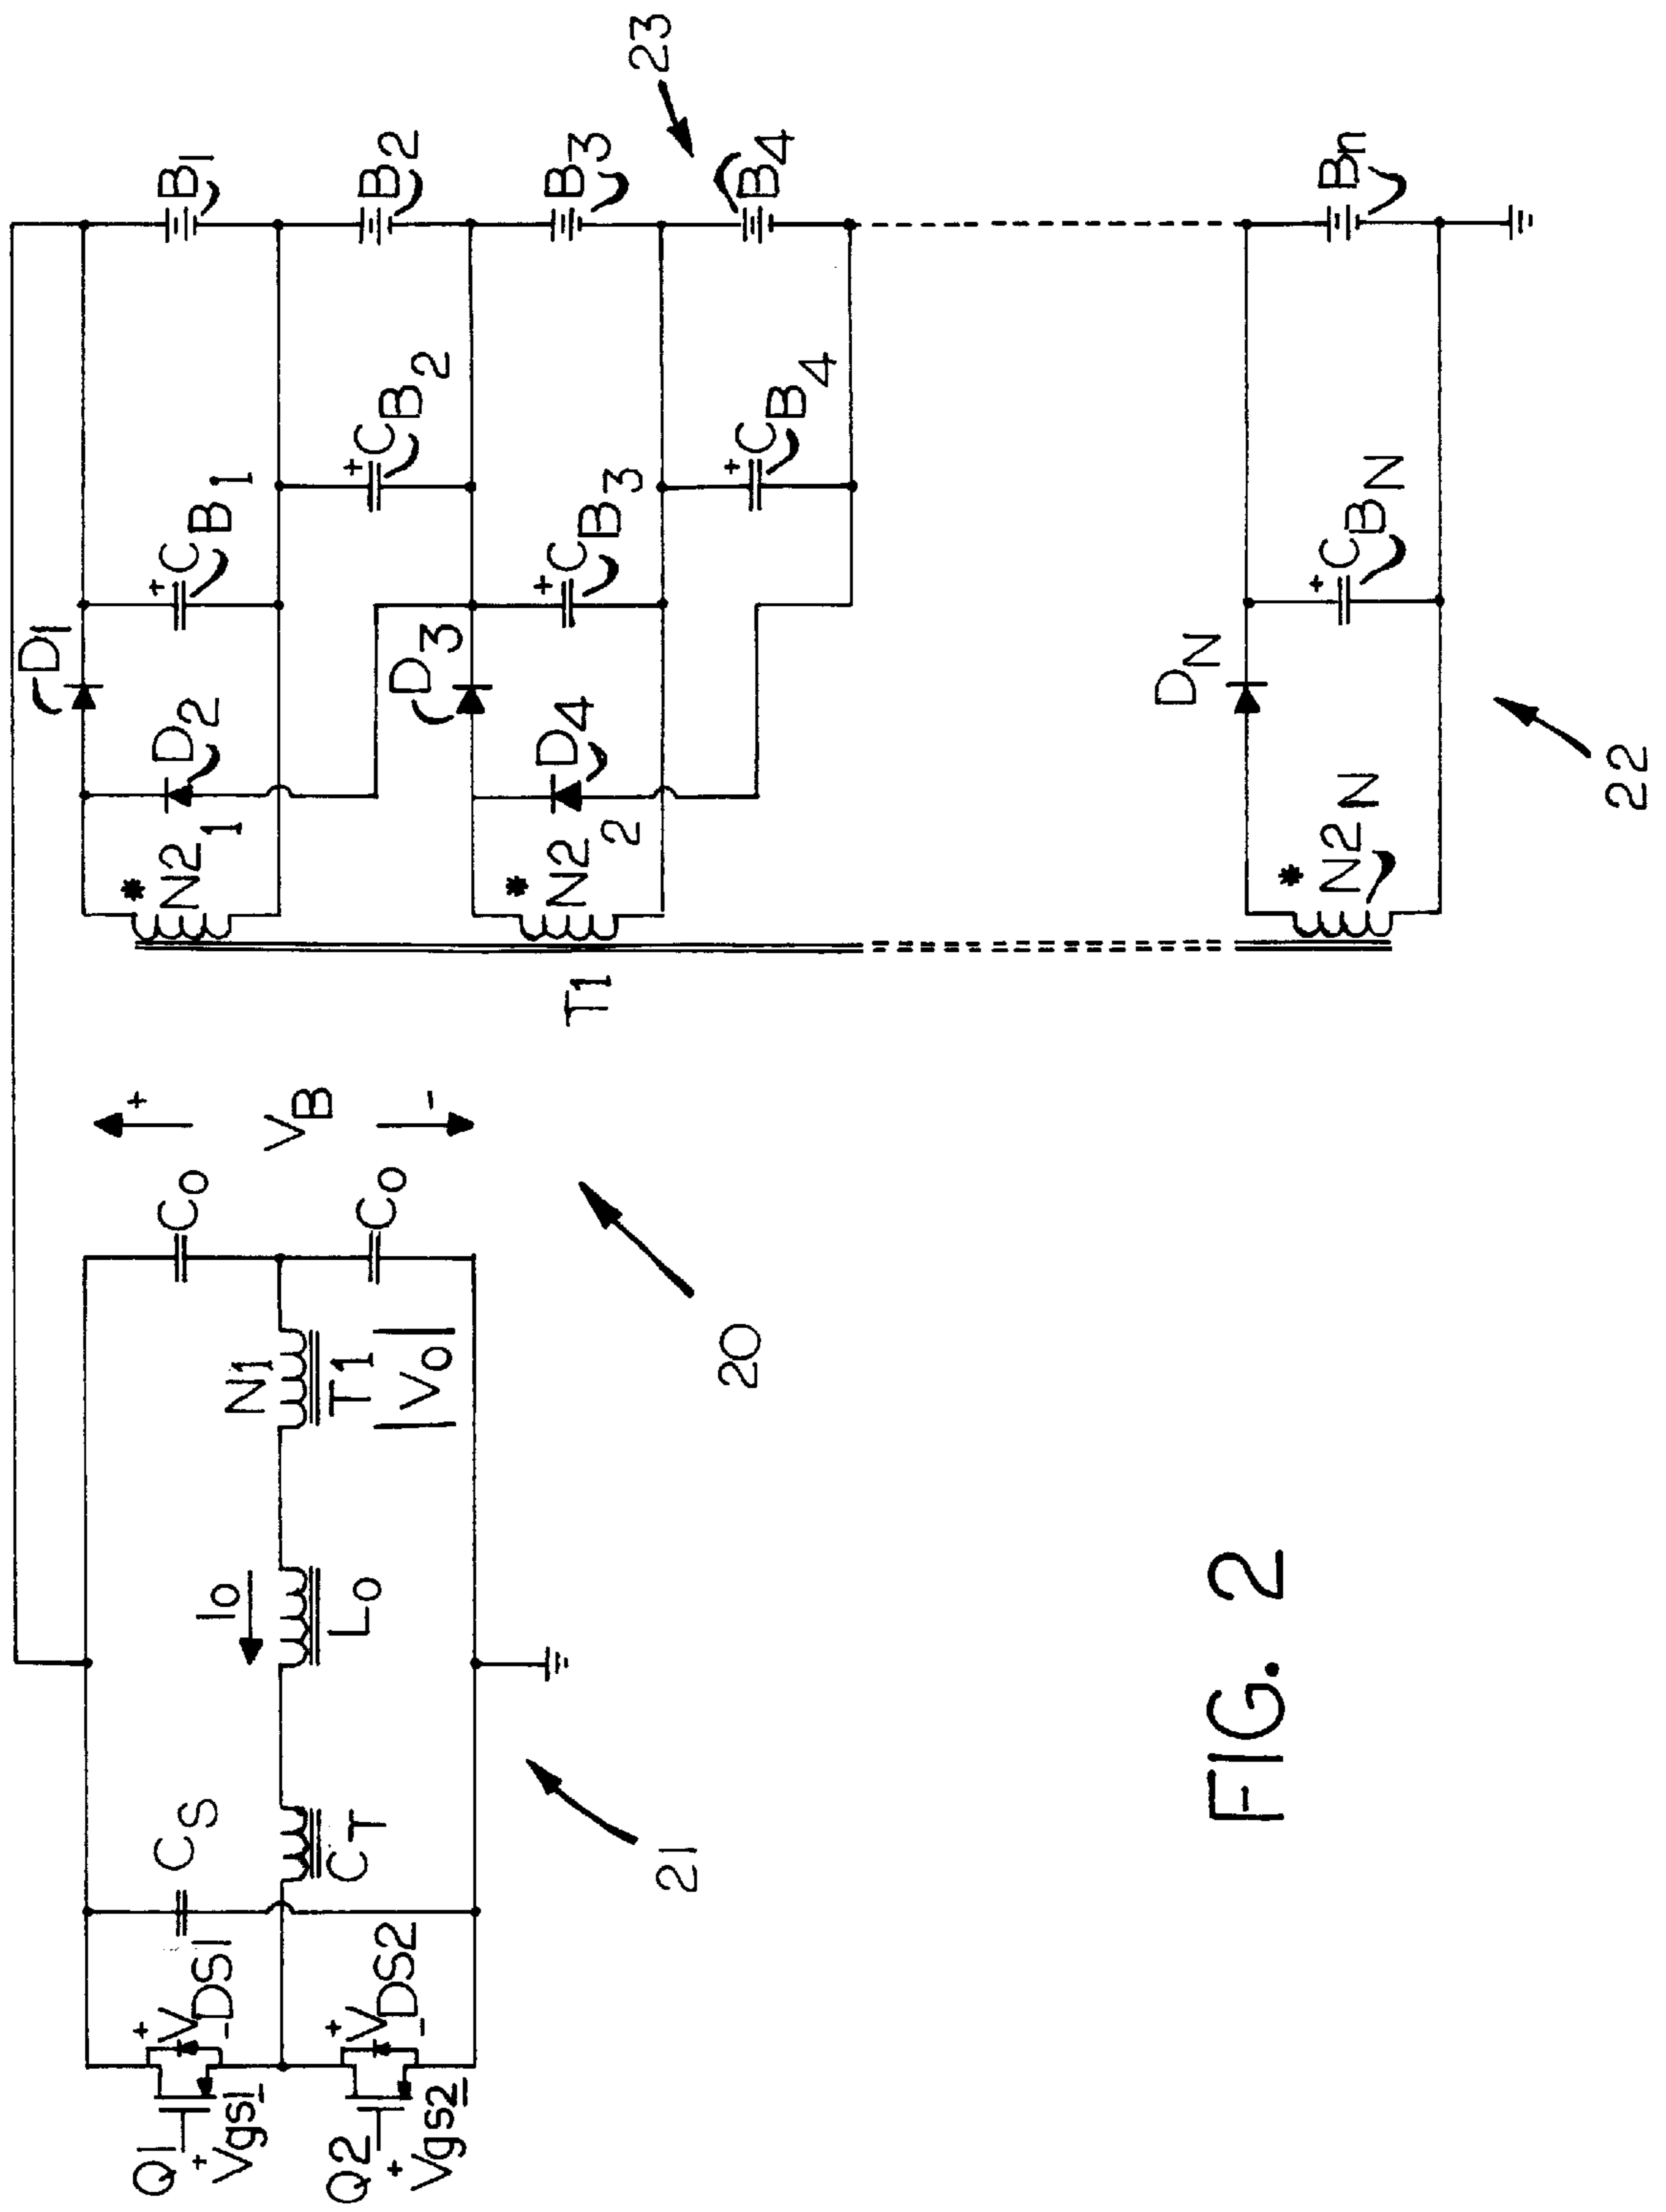 Q1
+
Vgs1
-
+
VDS1
-
Q2
+
Vgs2
-
+
VDS2
-
CS
CT
IO
LO
N1
T1
|VO|
CO
CO
+
VB
-
21
20
T1
*
N21
D1
D2
+
CB1
B1
+
CB2
B2
*
N22
D3
D4
+
CB3
B3
+
CB4
B4
23
*
N2N
DN
+
CBN
Bn
22
FIG. 2